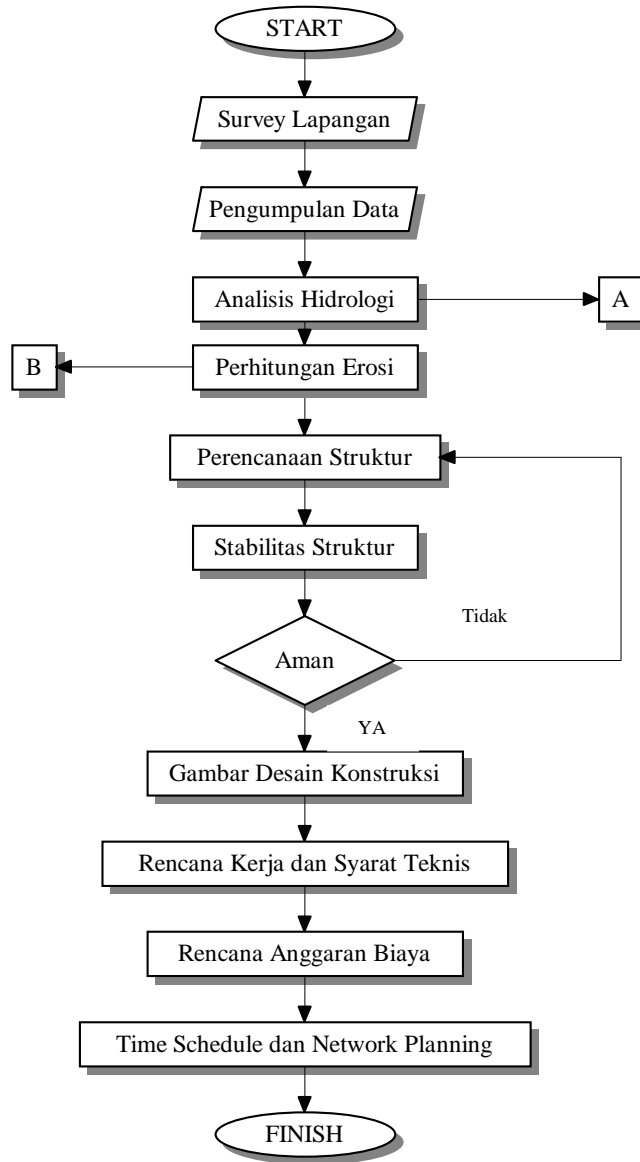 START
Survey Lapangan
Pengumpulan Data
Analisis Hidrologi
A
B
Perhitungan Erosi
Perencanaan Struktur
Stabilitas Struktur
Tidak
Aman
YA
Gambar Desain Konstruksi
Rencana Kerja dan Syarat Teknis
Rencana Anggaran Biaya
Time Schedule dan Network Planning
FINISH